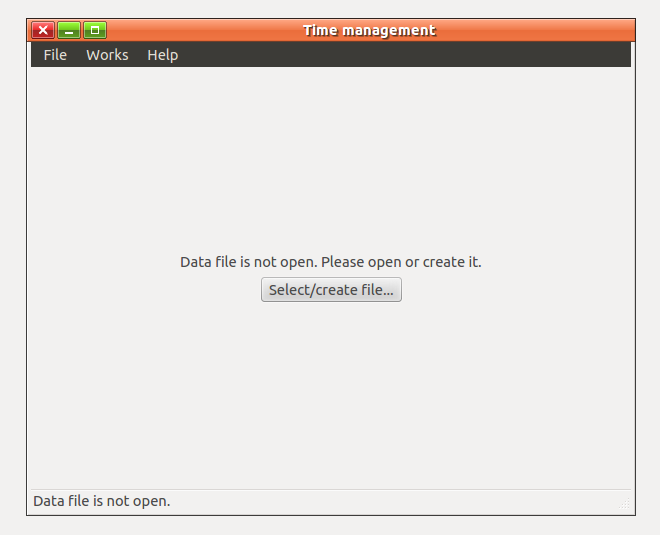 Time management
File Works Help
Data file is not open. Please open or create it.
Select/create file...
Data file is not open.